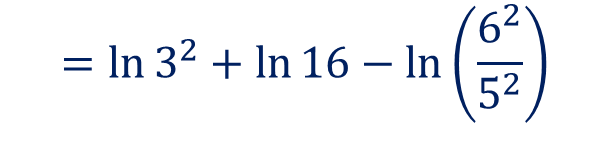 = ln 3² + ln 16 − ln (6²/5²)